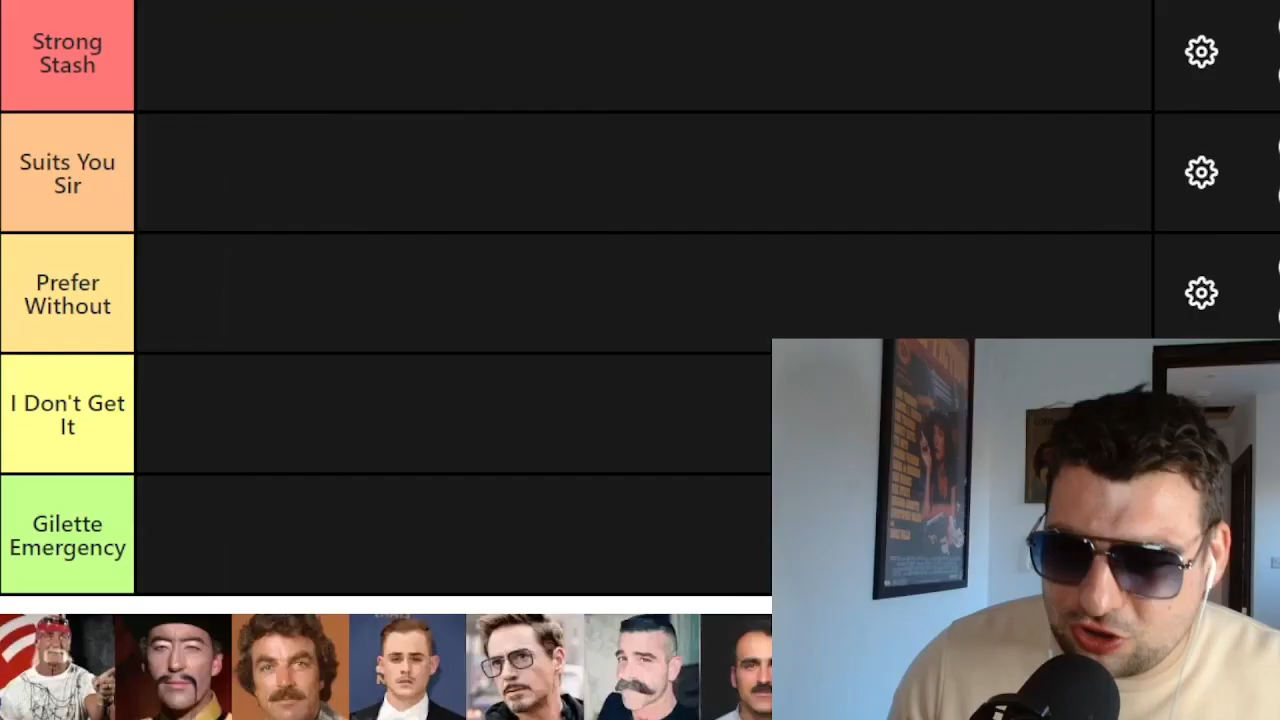 Strong
Stash
Suits You
Sir
Prefer
Without
I Don't Get
It
Gilette
Emergency